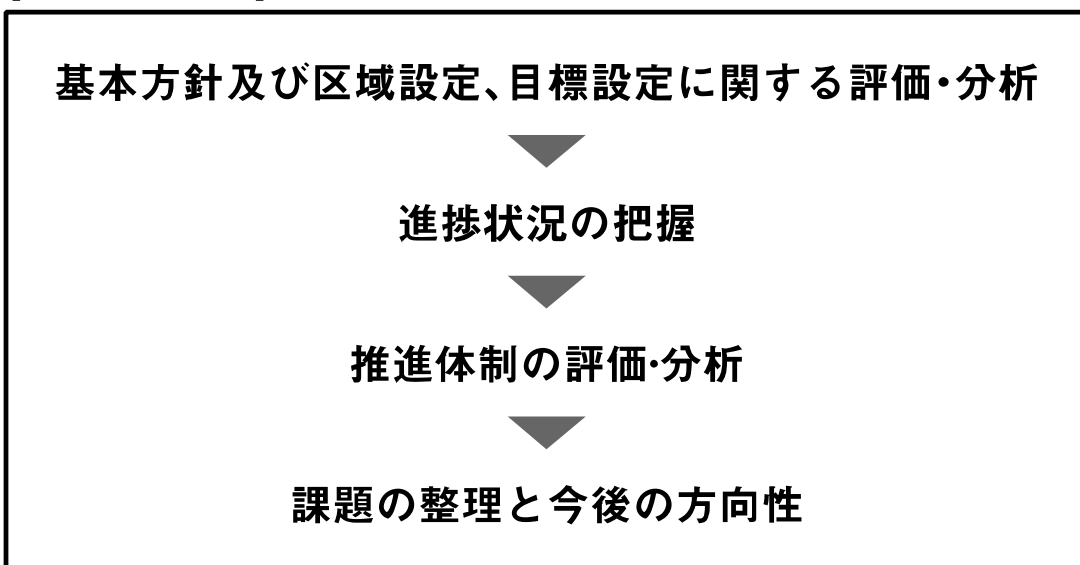 基本方針及び区域設定、目標設定に関する評価・分析
進捗状況の把握
推進体制の評価・分析
課題の整理と今後の方向性